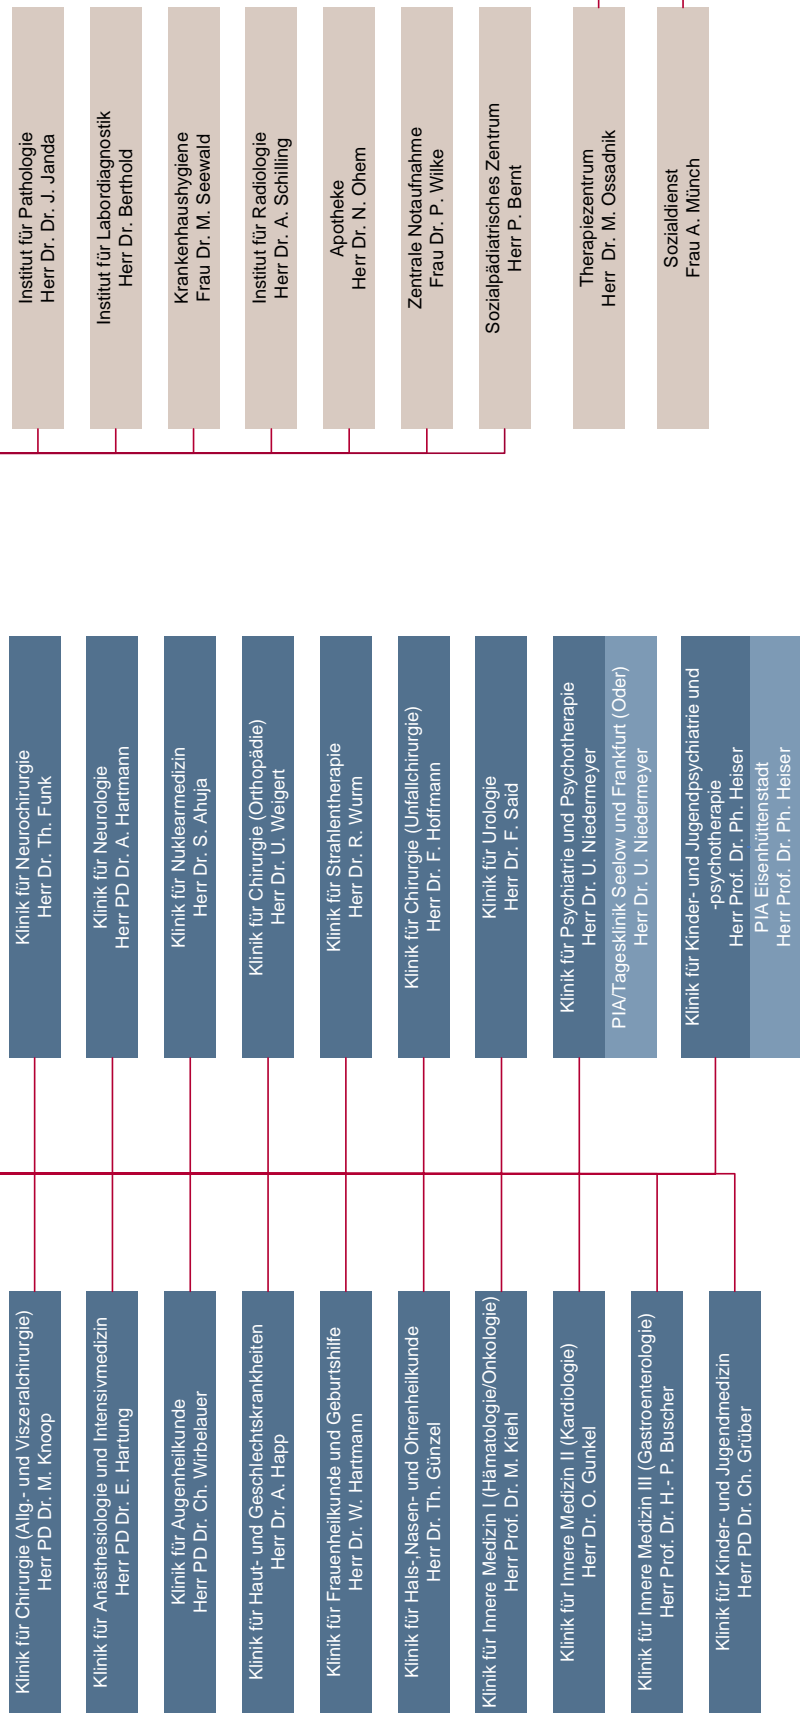 Klinik für Chirurgie (Allg.- und Viszeralchirurgie)
Herr PD Dr. M. Knoop
Klinik für Anästhesiologie und Intensivmedizin
Herr PD Dr. E. Hartung
Klinik für Augenheilkunde
Herr PD Dr. Ch. Wirbelauer
Klinik für Haut- und Geschlechtskrankheiten
Herr Dr. A. Happ
Klinik für Frauenheilkunde und Geburtshilfe
Herr Dr. W. Hartmann
Klinik für Hals-,Nasen- und Ohrenheilkunde
Herr Dr. Th. Günzel
Klinik für Innere Medizin I (Hämatologie/Onkologie)
Herr Prof. Dr. M. Kiehl
Klinik für Innere Medizin II (Kardiologie)
Herr Dr. O. Gunkel
Klinik für Innere Medizin III (Gastroenterologie)
Herr Prof. Dr. H.- P. Buscher
Klinik für Kinder- und Jugendmedizin
Herr PD Dr. Ch. Grüber
Klinik für Neurochirurgie
Herr Dr. Th. Funk
Klinik für Neurologie
Herr PD Dr. A. Hartmann
Klinik für Nuklearmedizin
Herr Dr. S. Ahuja
Klinik für Chirurgie (Orthopädie)
Herr Dr. U. Weigert
Klinik für Strahlentherapie
Herr Dr. R. Wurm
Klinik für Chirurgie (Unfallchirurgie)
Herr Dr. F. Hoffmann
Klinik für Urologie
Herr Dr. F. Said
Klinik für Psychiatrie und Psychotherapie
Herr Dr. U. Niedermeyer
PIA/Tagesklinik Seelow und Frankfurt (Oder)
Herr Dr. U. Niedermeyer
Klinik für Kinder- und Jugendpsychiatrie und
-psychotherapie
Herr Prof. Dr. Ph. Heiser
PIA Eisenhüttenstadt
Herr Prof. Dr. Ph. Heiser
Institut für Pathologie
Herr Dr. Dr. J. Janda
Institut für Labordiagnostik
Herr Dr. Berthold
Krankenhaushygiene
Frau Dr. M. Seewald
Institut für Radiologie
Herr Dr. A. Schilling
Apotheke
Herr Dr. N. Ohem
Zentrale Notaufnahme
Frau Dr. P. Wilke
Sozialpädiatrisches Zentrum
Herr P. Bernt
Therapiezentrum
Herr Dr. M. Ossadnik
Sozialdienst
Frau A. Münch